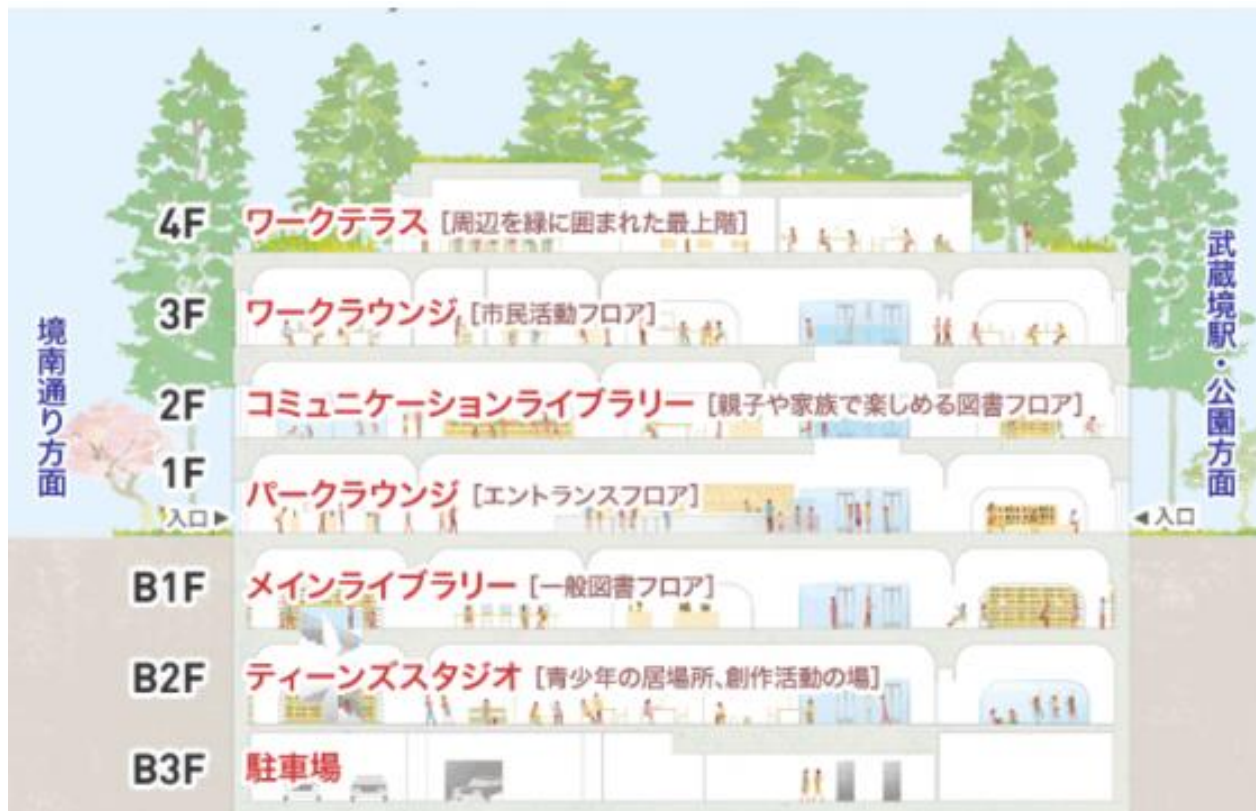 4F ワークテラス [周辺を緑に囲まれた最上階]
3F ワークラウンジ [市民活動フロア]
2F コミュニケーションライブラリー [親子や家族で楽しめる図書フロア]
1F パークラウンジ [エントランスフロア]
入口▶
◀入口
B1F メインライブラリー [一般図書フロア]
B2F ティーンズスタジオ [青少年の居場所、創作活動の場]
B3F 駐車場
境南通り方面
武蔵境駅・公園方面